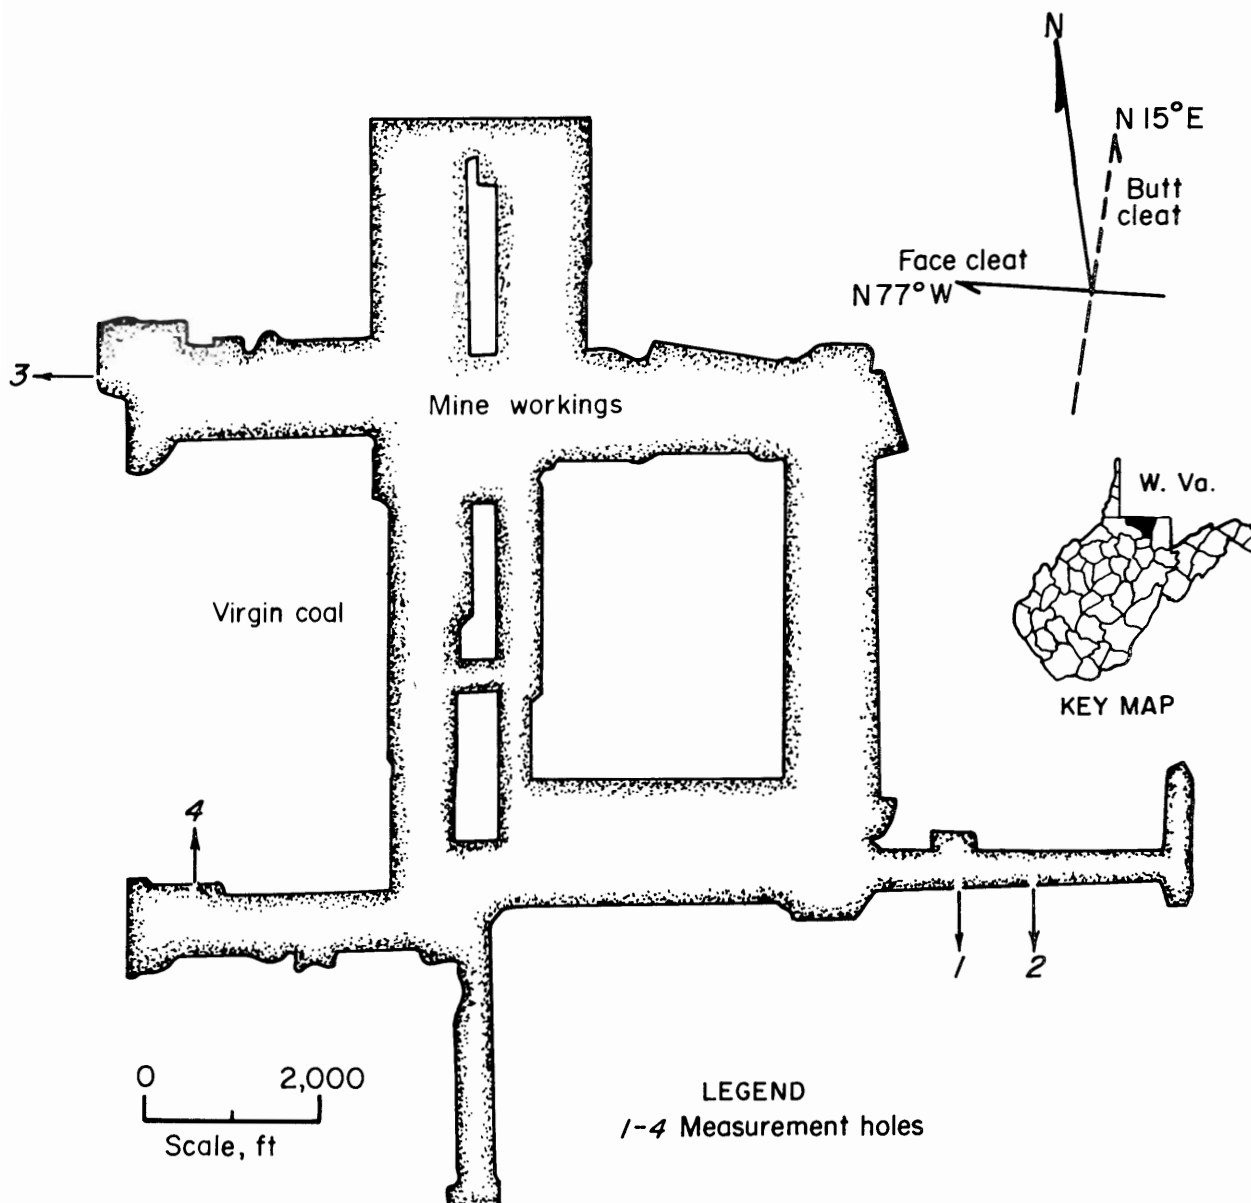 N
N 15°E
Butt
cleat
Face cleat
N 77° W
3
Mine workings
W. Va.
Virgin coal
KEY MAP
4
1
2
0 2,000
Scale, ft
LEGEND
1-4 Measurement holes